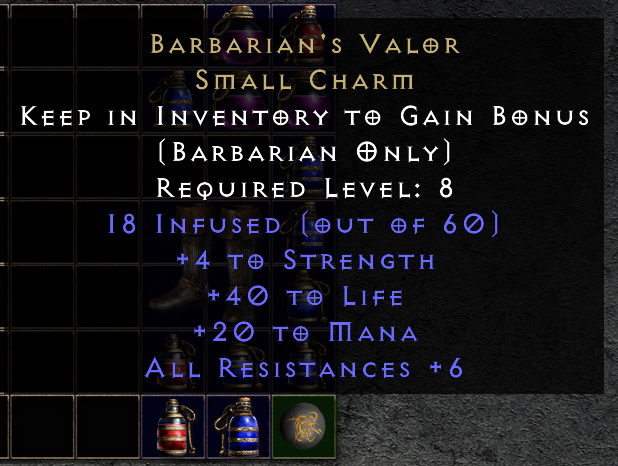 Barbarian's Valor
Small Charm
Keep in Inventory to Gain Bonus
(Barbarian Only)
Required Level: 8
18 Infused (out of 60)
+4 to Strength
+40 to Life
+20 to Mana
All Resistances +6